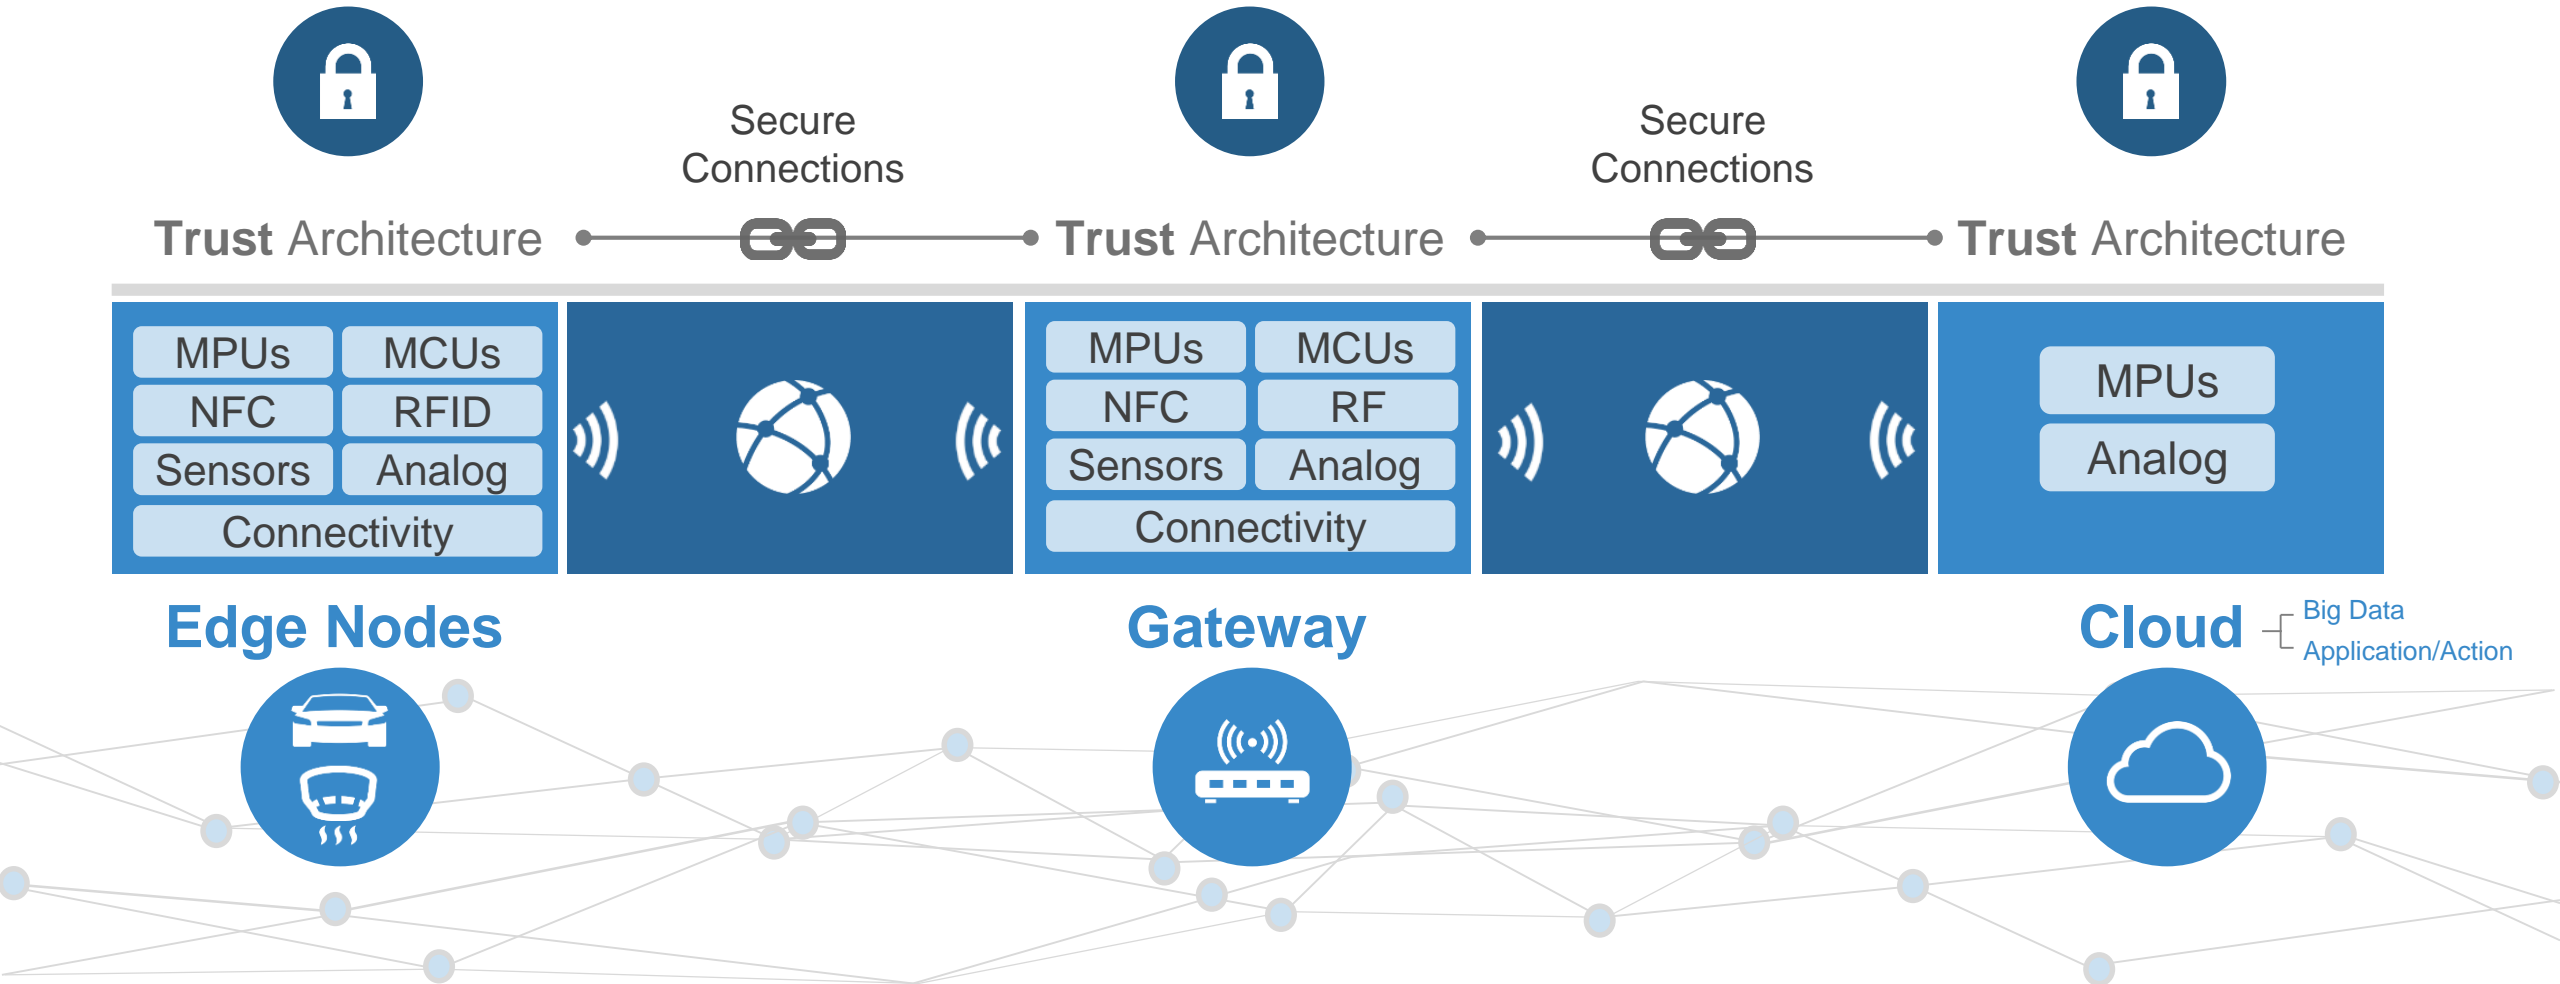 Secure
Connections
Secure
Connections
Trust Architecture
Trust Architecture
Trust Architecture
MPUs
MCUs
NFC
RFID
Sensors
Analog
Connectivity
MPUs
MCUs
NFC
RF
Sensors
Analog
Connectivity
MPUs
Analog
Edge Nodes
Gateway
Cloud
Big Data
Application/Action